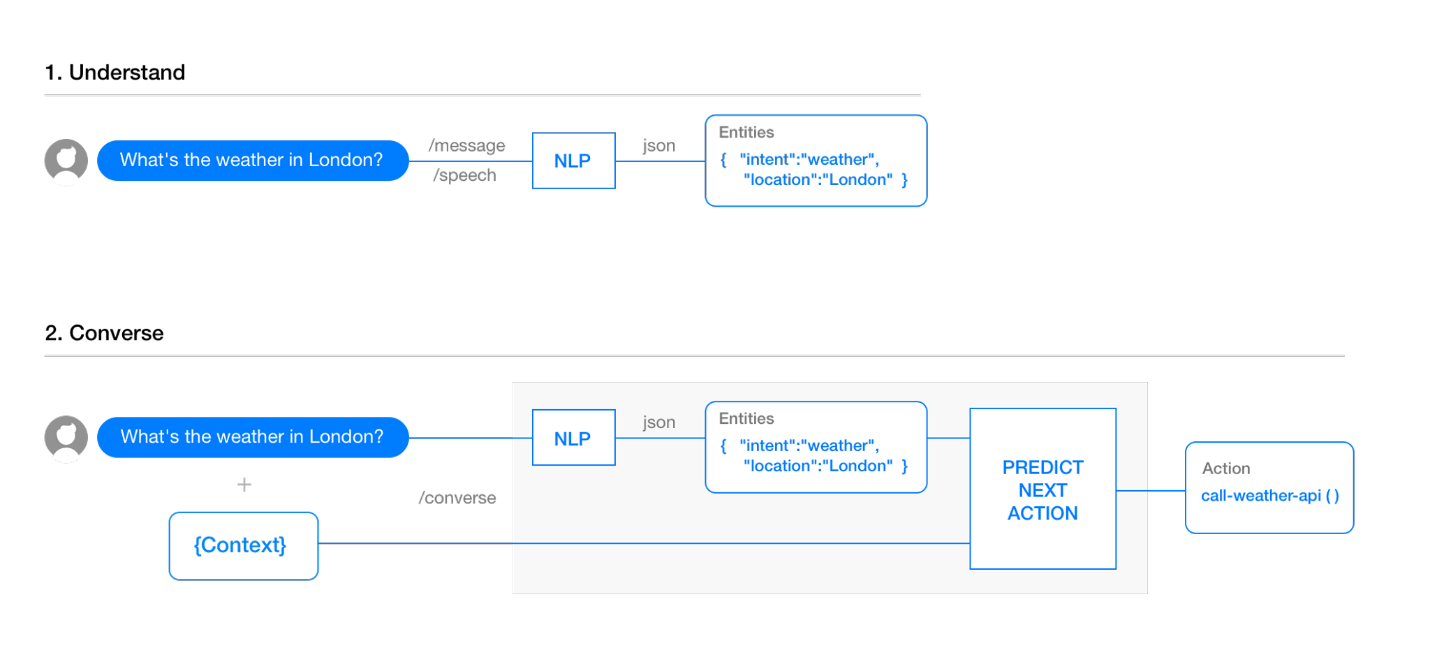 1. Understand
What's the weather in London?
/message
/speech
NLP
json
Entities
{ "intent":"weather",
"location":"London" }
2. Converse
What's the weather in London?
+
{Context}
/converse
NLP
json
Entities
{ "intent":"weather",
"location":"London" }
PREDICT
NEXT
ACTION
Action
call-weather-api ( )